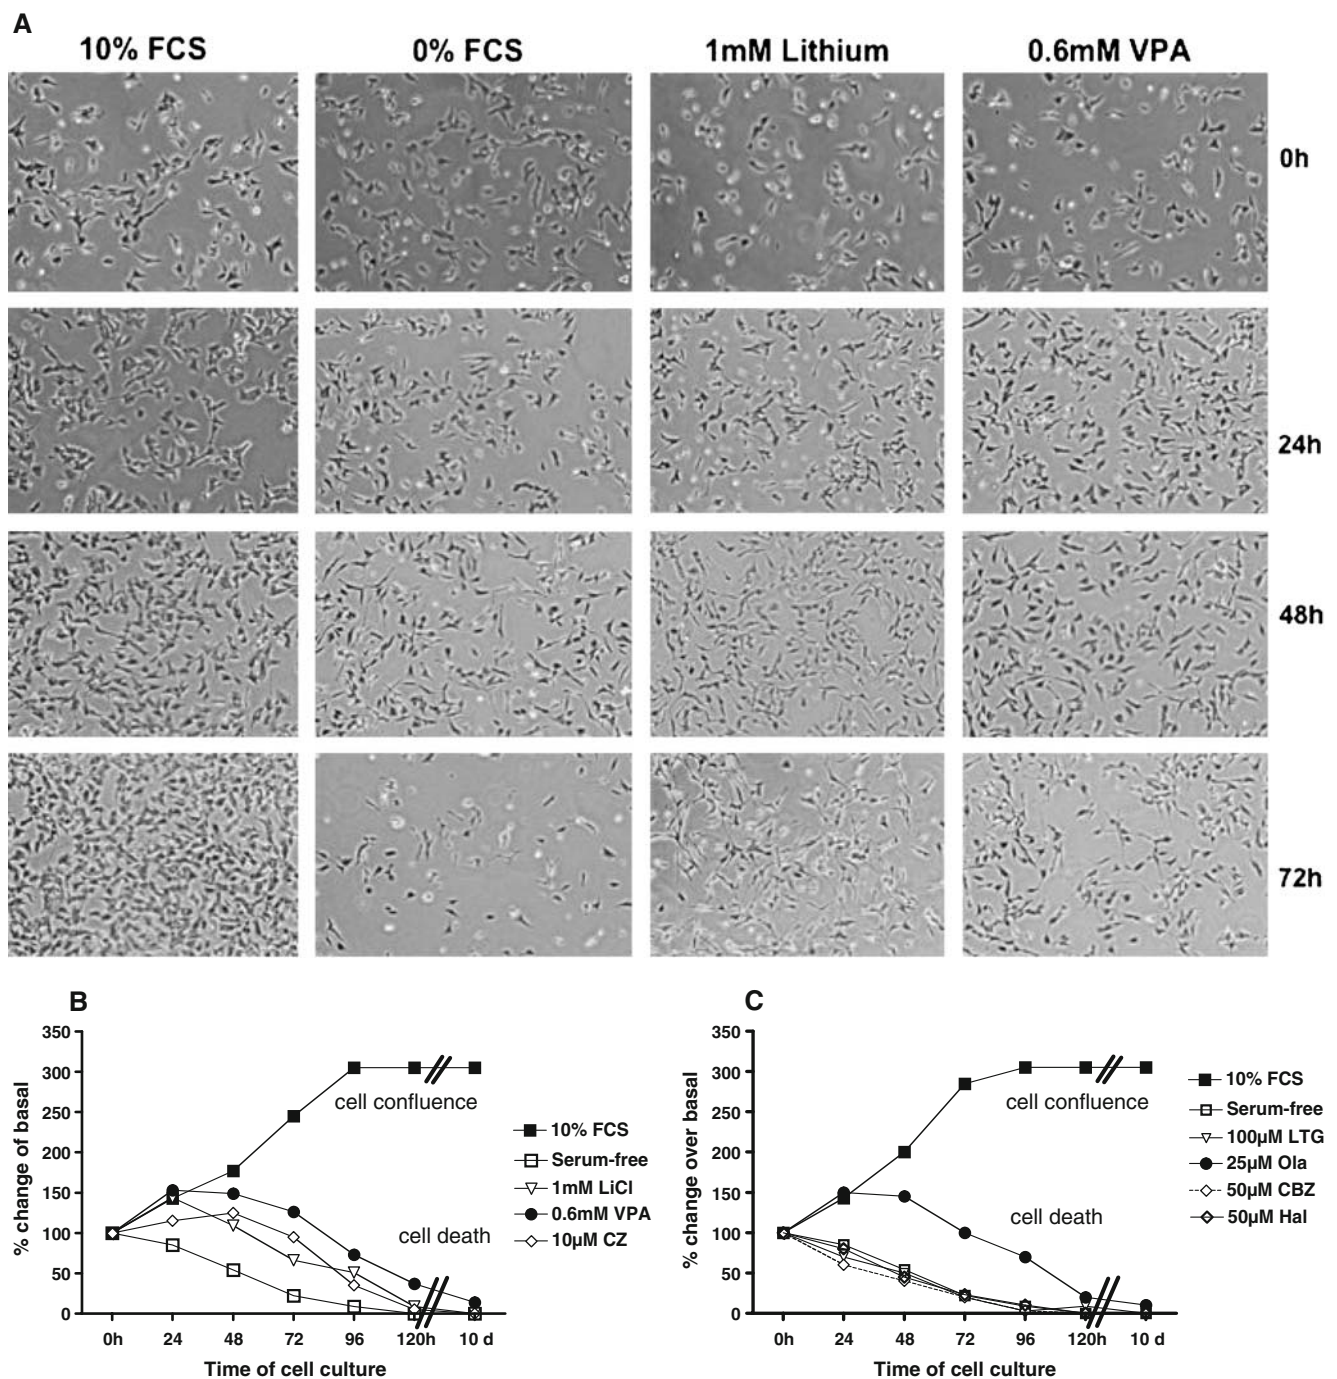 A
10% FCS
0% FCS
1mM Lithium
0.6mM VPA
0h
24h
48h
72h
B
% change of basal
350
300
250
200
150
100
50
0
0h 24 48 72 96 120h 10 d
Time of cell culture
cell confluence
cell death
10% FCS
Serum-free
1mM LiCl
0.6mM VPA
10µM CZ
C
% change over basal
350
300
250
200
150
100
50
0
0h 24 48 72 96 120h 10 d
Time of cell culture
cell confluence
cell death
10% FCS
Serum-free
100µM LTG
25µM Ola
50µM CBZ
50µM Hal